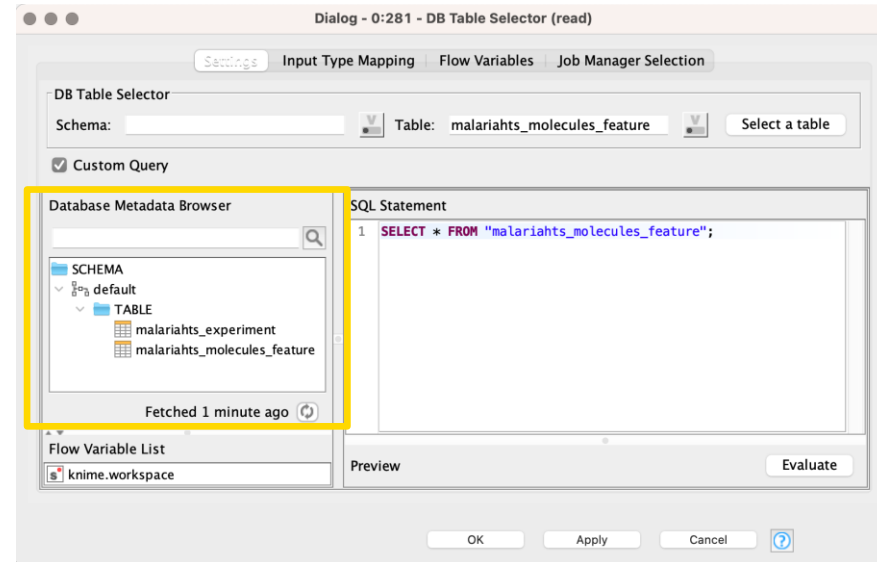 Dialog - 0:281 - DB Table Selector (read)
Settings Input Type Mapping Flow Variables Job Manager Selection
DB Table Selector
Schema: V Table: malariahts_molecules_feature V Select a table
Custom Query
Database Metadata Browser
SCHEMA
default
TABLE
malariahts_experiment
malariahts_molecules_feature
Fetched 1 minute ago
Flow Variable List
s knime.workspace
SQL Statement
1 SELECT * FROM "malariahts_molecules_feature";
Preview Evaluate
OK Apply Cancel ?